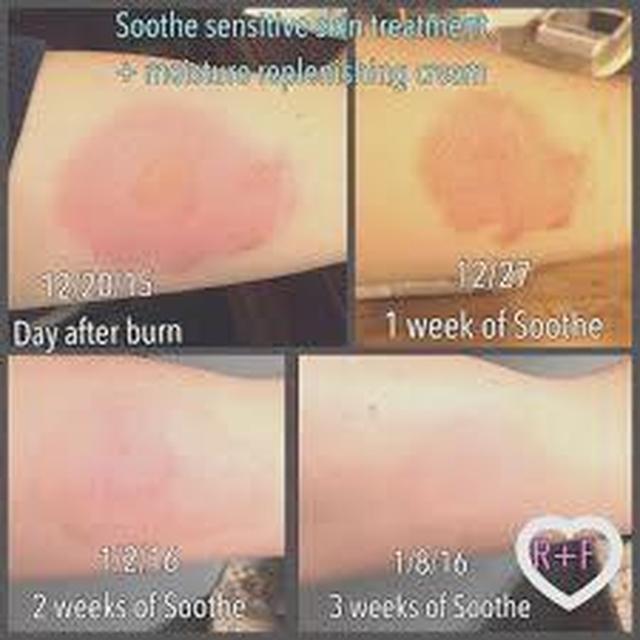 Soothe sensitive skin treatment
+ moisture replenishing cream
12/20/15
Day after burn
12/27
1 week of Soothe
1/2/16
2 weeks of Soothe
1/8/16
3 weeks of Soothe
R+F